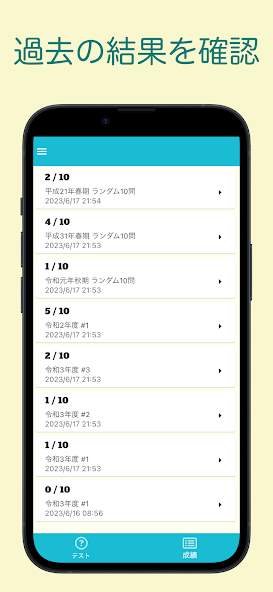 過去の結果を確認
2 / 10
平成21年春期 ランダム10問
2023/6/17 21:54
4 / 10
平成31年春期 ランダム10問
2023/6/17 21:53
1 / 10
令和元年秋期 ランダム10問
2023/6/17 21:53
5 / 10
令和2年度 #1
2023/6/17 21:53
2 / 10
令和3年度 #3
2023/6/17 21:53
1 / 10
令和3年度 #2
2023/6/17 21:53
1 / 10
令和3年度 #1
2023/6/17 21:53
0 / 10
令和3年度 #1
2023/6/16 08:56
テスト
成績